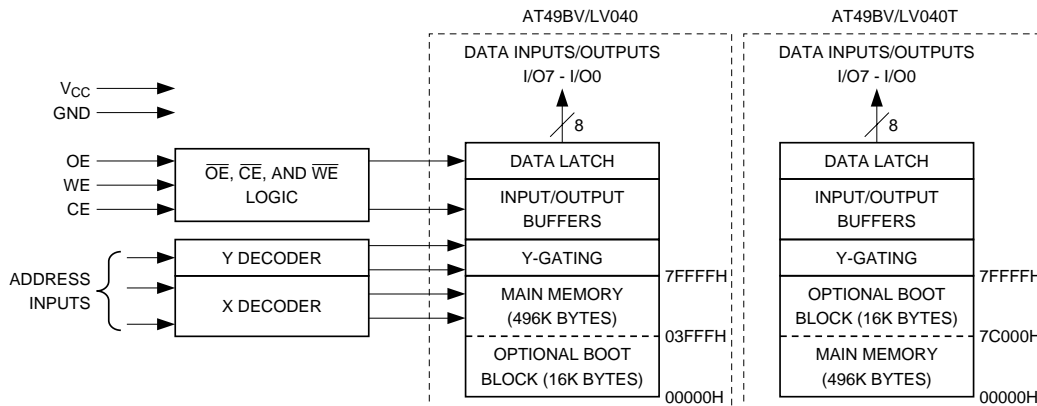 AT49BV/LV040
AT49BV/LV040T
DATA INPUTS/OUTPUTS
I/O7 - I/O0
DATA INPUTS/OUTPUTS
I/O7 - I/O0
VCC
GND
8
8
OE
WE
CE
OE, CE, AND WE
LOGIC
DATA LATCH
INPUT/OUTPUT
BUFFERS
Y-GATING
MAIN MEMORY
(496K BYTES)
OPTIONAL BOOT
BLOCK (16K BYTES)
7FFFFH
03FFFH
00000H
DATA LATCH
INPUT/OUTPUT
BUFFERS
Y-GATING
OPTIONAL BOOT
BLOCK (16K BYTES)
MAIN MEMORY
(496K BYTES)
7FFFFH
7C000H
00000H
ADDRESS
INPUTS
Y DECODER
X DECODER